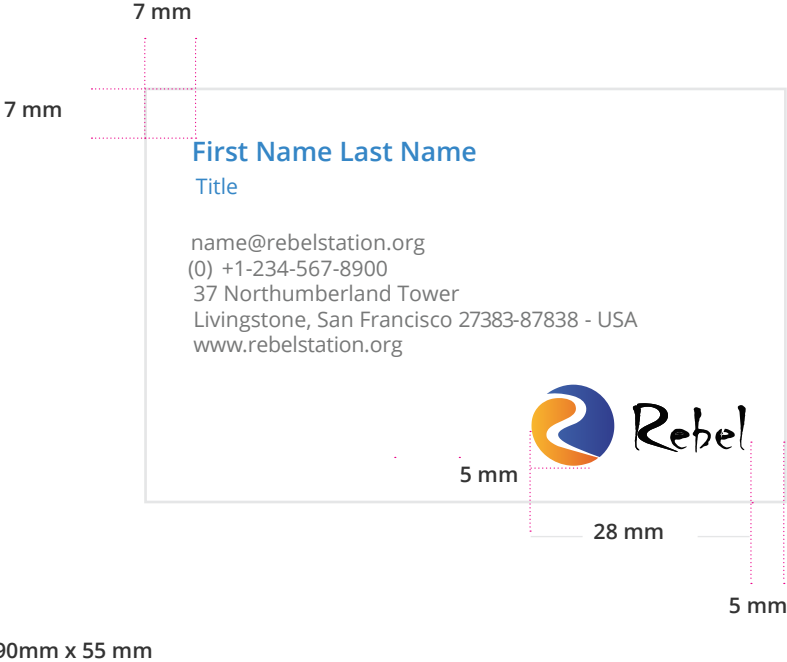 7 mm
7 mm
First Name Last Name
Title
name@rebelstation.org
(0) +1-234-567-8900
37 Northumberland Tower
Livingstone, San Francisco 27383-87838 - USA
www.rebelstation.org
Rebel
5 mm
28 mm
5 mm
90mm x 55 mm